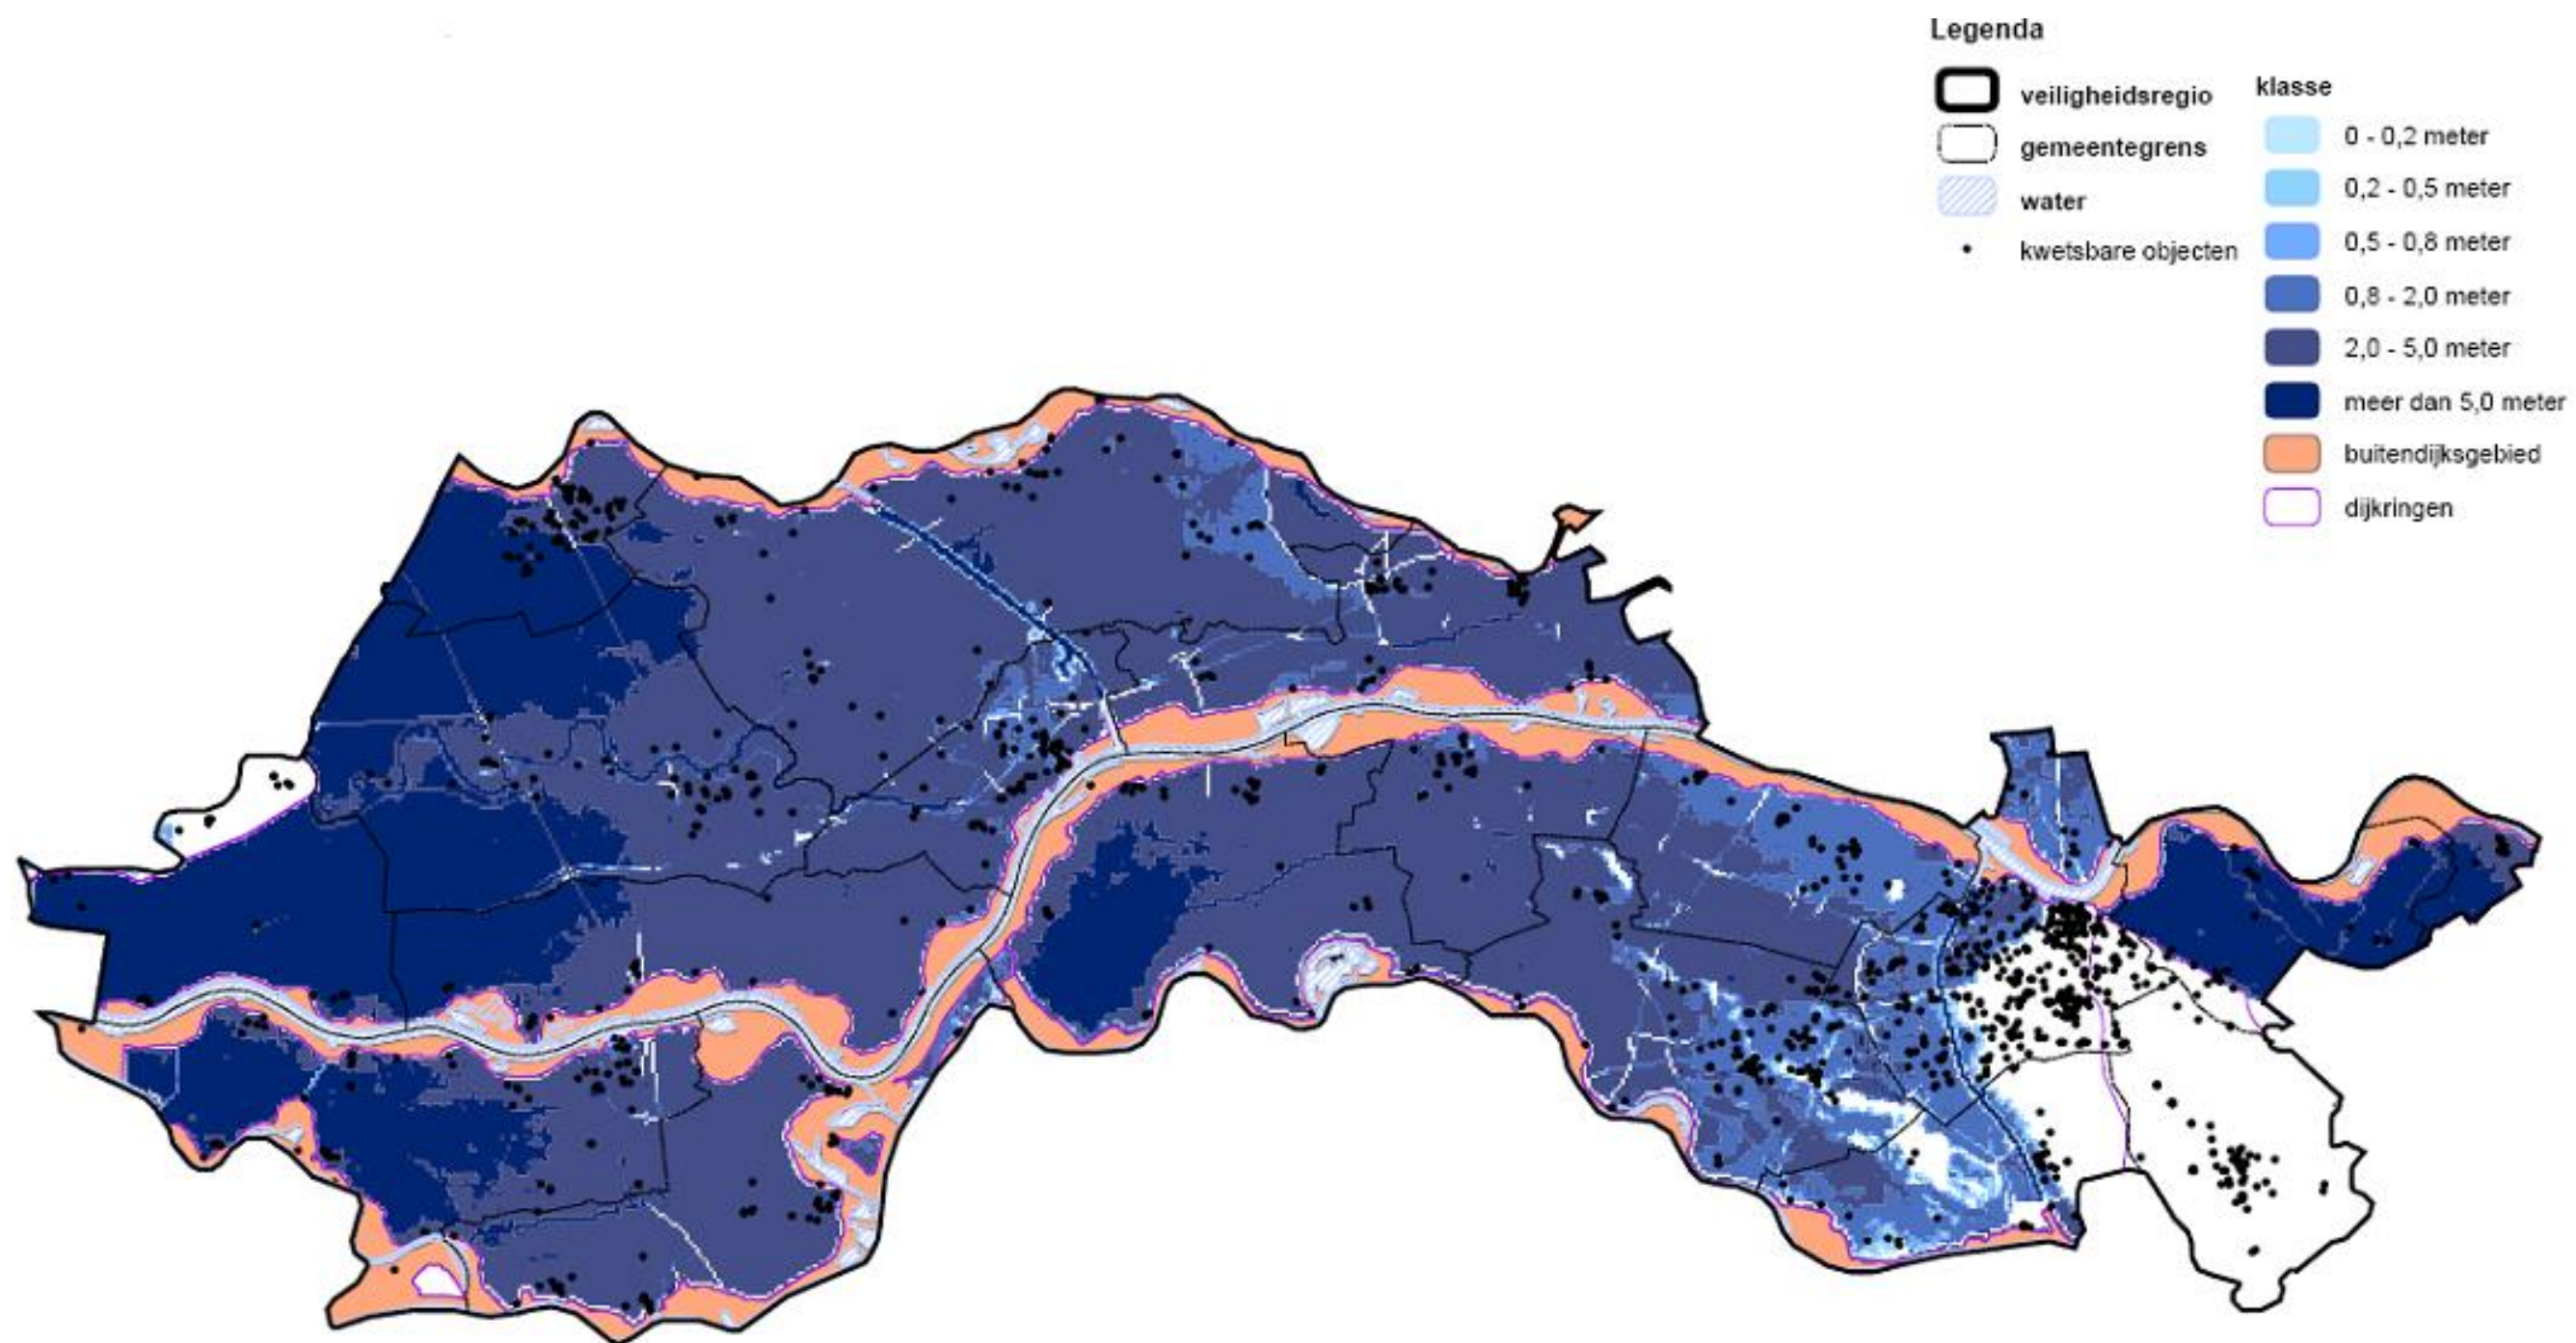 Legenda
veiligheidsregio
gemeentegrens
water
kwetsbare objecten
klasse
0 - 0,2 meter
0,2 - 0,5 meter
0,5 - 0,8 meter
0,8 - 2,0 meter
2,0 - 5,0 meter
meer dan 5,0 meter
buitendijksgebied
dijkringen